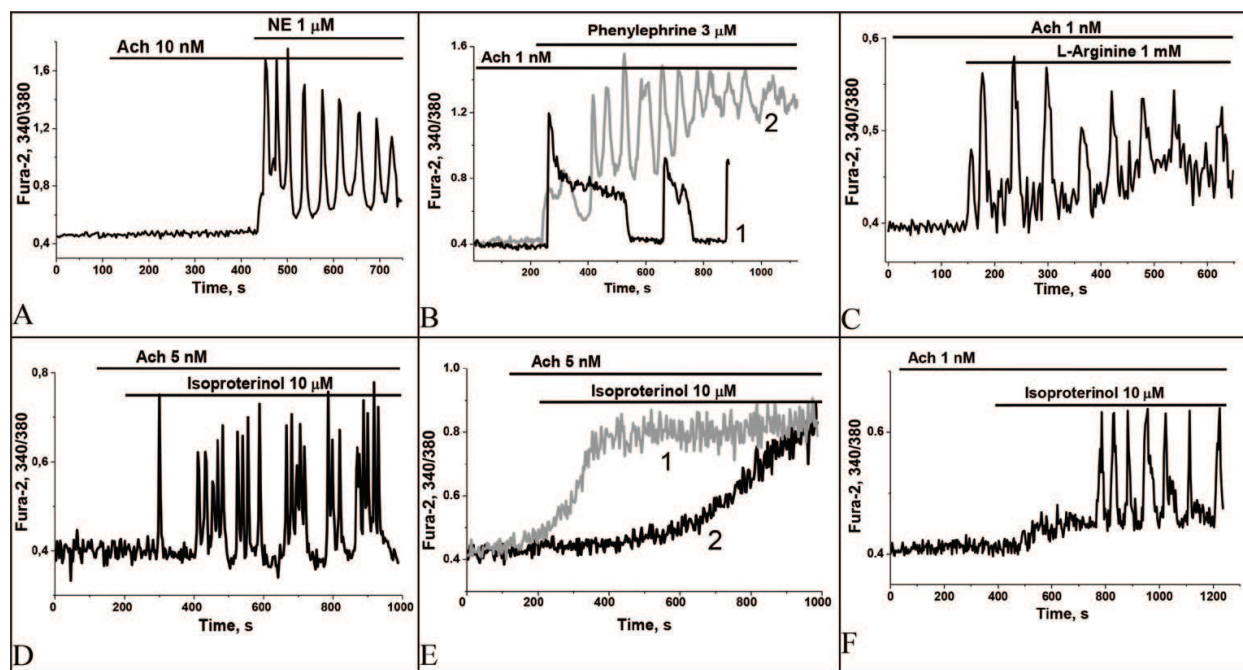 NE 1 μM
Ach 10 nM
1,6
1,2
0,8
0,4
Fura-2, 340\380
0 100 200 300 400 500 600 700
Time, s
A
Phenylephrine 3 μM
Ach 1 nM
1.6
1.2
0.8
0.4
Fura-2, 340/380
2
1
0 200 400 600 800 1000
Time, s
B
Ach 1 nM
L-Arginine 1 mM
0,6
0,5
0,4
Fura-2, 340/380
0 100 200 300 400 500 600
Time, s
C
Ach 5 nM
Isoproterinol 10 μM
0,8
0,6
0,4
Fura-2, 340/380
0 200 400 600 800 1000
Time, s
D
Ach 5 nM
Isoproterinol 10 μM
1.0
0.8
0.6
0.4
Fura-2, 340/380
1
2
0 200 400 600 800 1000
Time, s
E
Ach 1 nM
Isoproterinol 10 μM
0.6
0.4
Fura-2, 340/380
0 200 400 600 800 1000 1200
Time, s
F